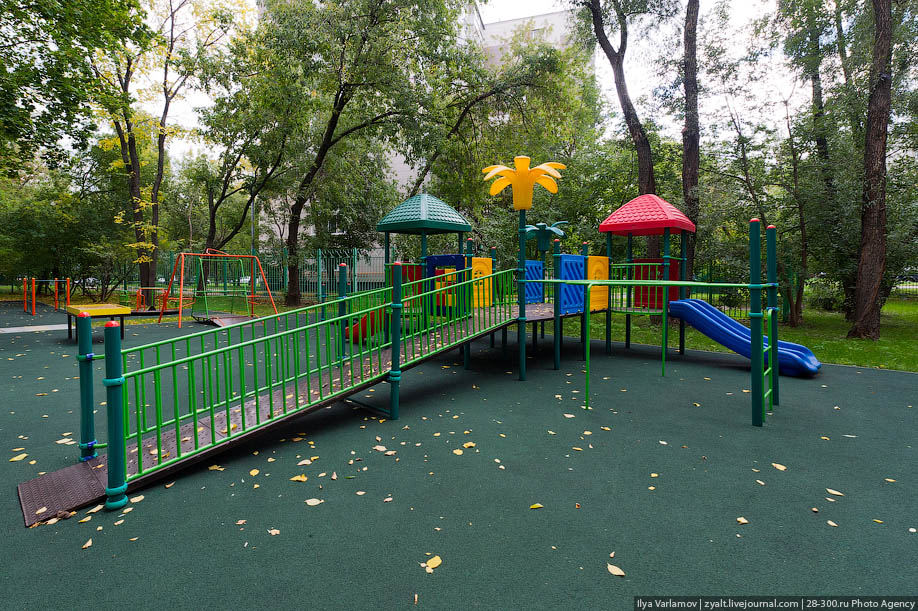 Ilya Varlamov | zyalt.livejournal.com | 28-300.ru Photo Agency